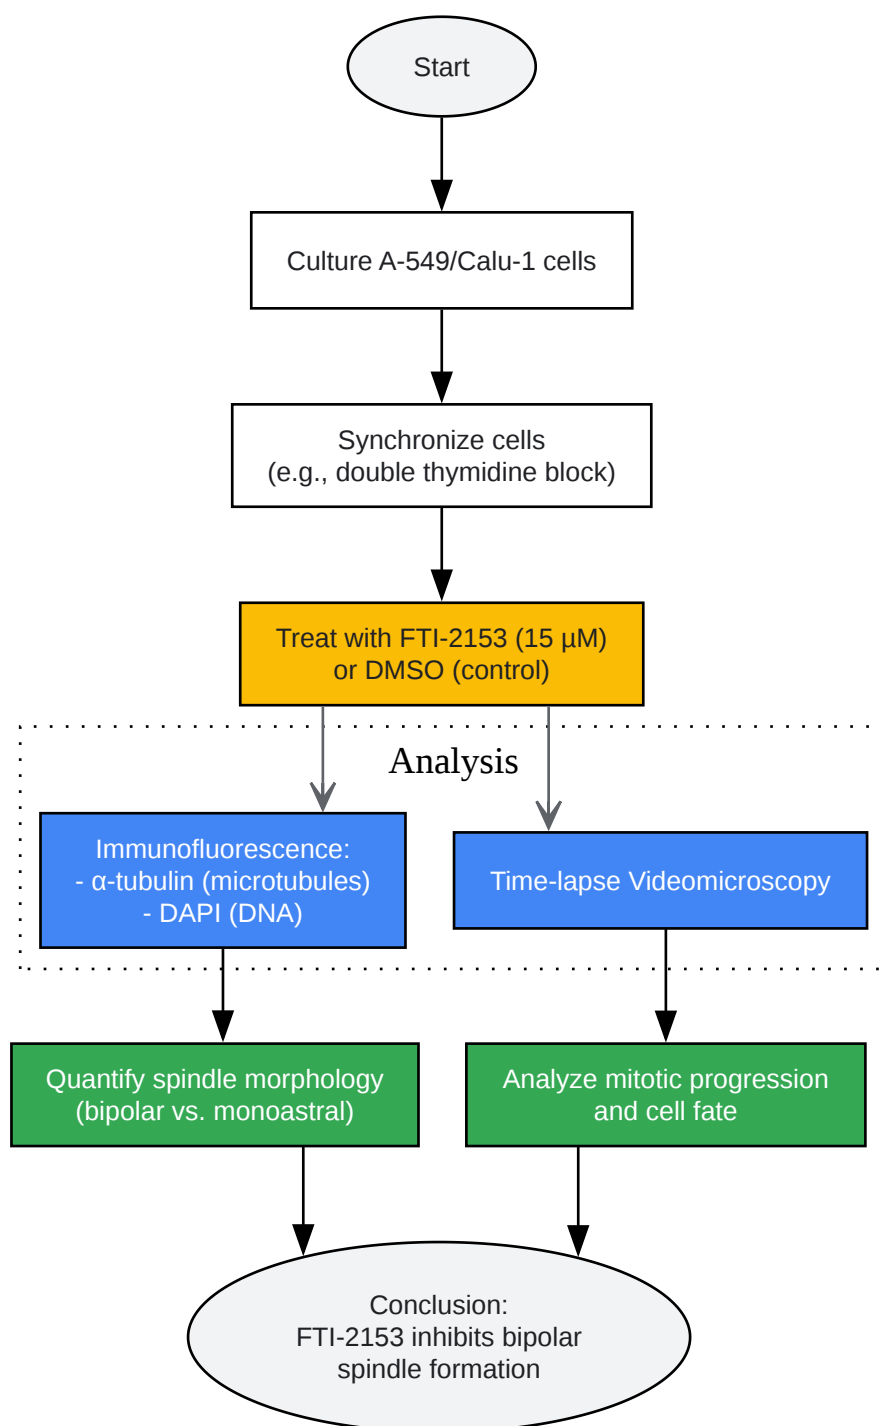 Start
Culture A-549/Calu-1 cells
Synchronize cells
(e.g., double thymidine block)
Treat with FTI-2153 (15 µM)
or DMSO (control)
Analysis
Immunofluorescence:
- α-tubulin (microtubules)
- DAPI (DNA)
Time-lapse Videomicroscopy
Quantify spindle morphology
(bipolar vs. monoastral)
Analyze mitotic progression
and cell fate
Conclusion:
FTI-2153 inhibits bipolar
spindle formation